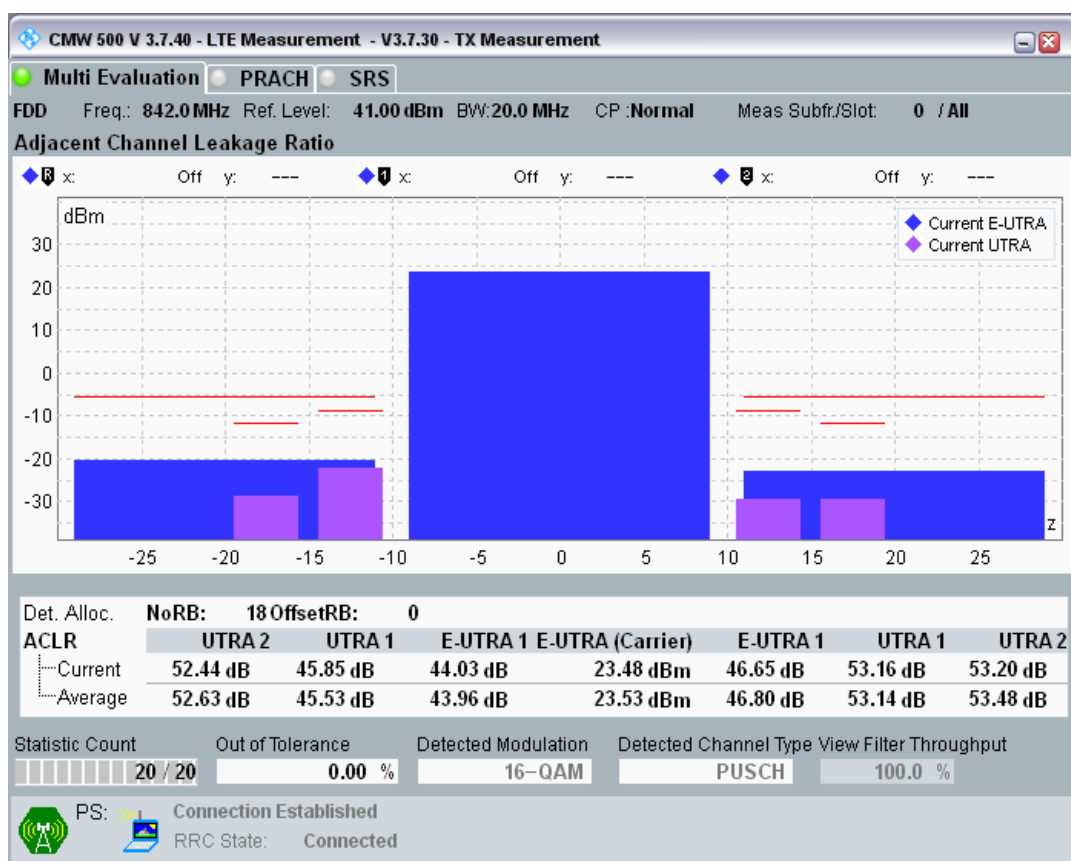 CMW 500 V 3.7.40 - LTE Measurement - V3.7.30 - TX Measurement
Multi Evaluation PRACH SRS
FDD Freq.: 842.0 MHz Ref. Level: 41.00 dBm BW:20.0 MHz CP :Normal Meas Subfr./Slot: 0 / All
Adjacent Channel Leakage Ratio
R x: Off y: --- 1 x: Off y: --- 2 x: Off y: ---
dBm
Current E-UTRA
Current UTRA
30
20
10
0
-10
-20
-30
z
-25 -20 -15 -10 -5 0 5 10 15 20 25
Det. Alloc. NoRB: 18 OffsetRB: 0
ACLR UTRA 2 UTRA 1 E-UTRA 1 E-UTRA (Carrier) E-UTRA 1 UTRA 1 UTRA 2
Current 52.44 dB 45.85 dB 44.03 dB 23.48 dBm 46.65 dB 53.16 dB 53.20 dB
Average 52.63 dB 45.53 dB 43.96 dB 23.53 dBm 46.80 dB 53.14 dB 53.48 dB
Statistic Count Out of Tolerance Detected Modulation Detected Channel Type View Filter Throughput
20 / 20 0.00 % 16-QAM PUSCH 100.0 %
PS: Connection Established
RRC State: Connected